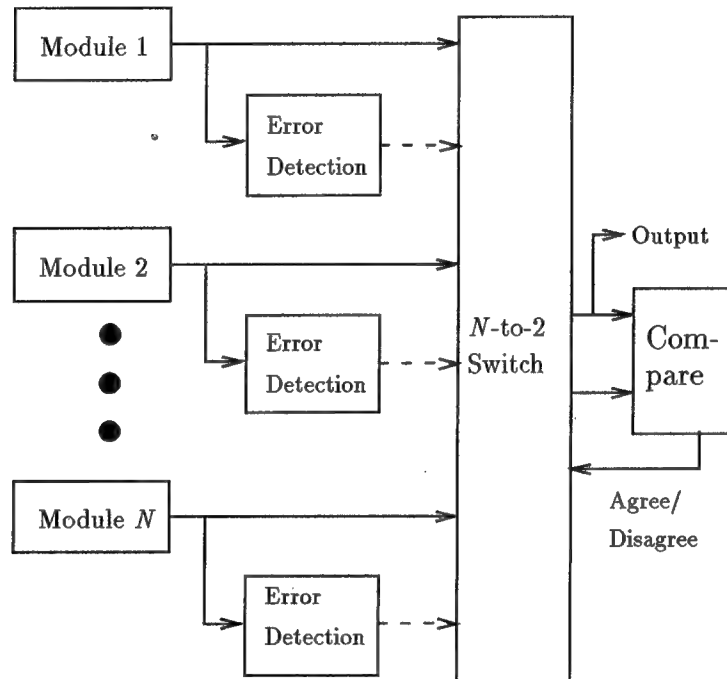 Module 1
Error
Detection
Module 2
Error
Detection
Module N
Error
Detection
N-to-2
Switch
Output
Com-
pare
Agree/
Disagree